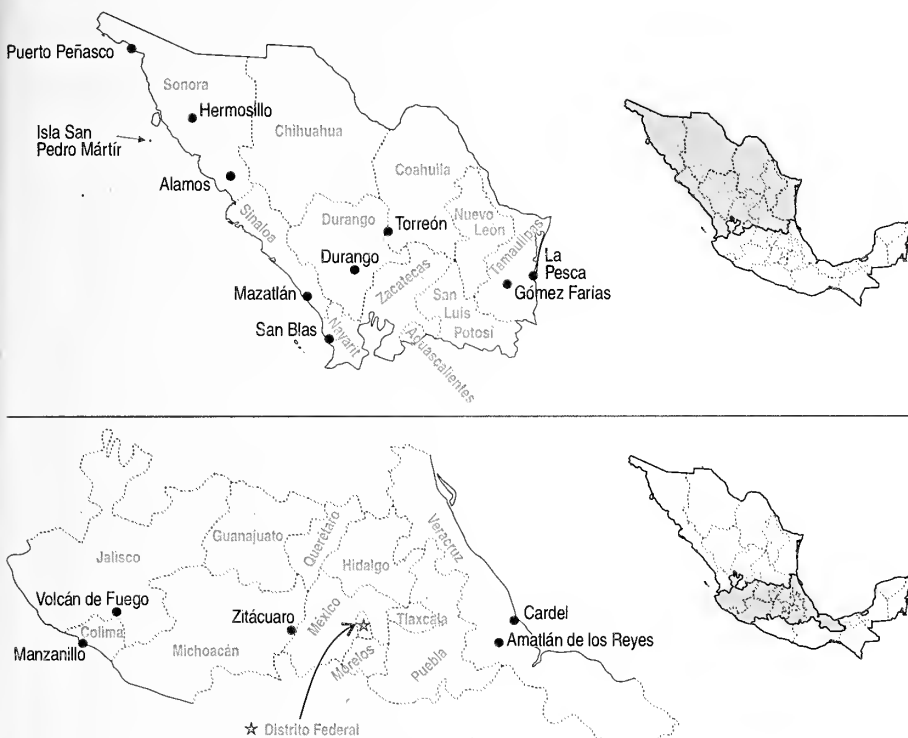 Puerto Peñasco
Sonora
Hermosillo
Chihuahua
Isla San
Pedro Mártír
Coahuila
Alamos
Sinaloa
Durango
Nuevo
León
Torreón
Tamaulipas
Durango
La
Pesca
Zacatecas
Gómez Farias
Mazatlán
San
Luis
Potosí
San Blas
Nayarit
Aguascalientes
Jalisco
Guanajuato
Querétaro
Hidalgo
Veracruz
Volcán de Fuego
Zitácuaro
México
Tlaxcala
Cardel
Colima
Manzanillo
Michoacán
Morelos
Puebla
Amatlán de los Reyes
☆ Distrito Federal